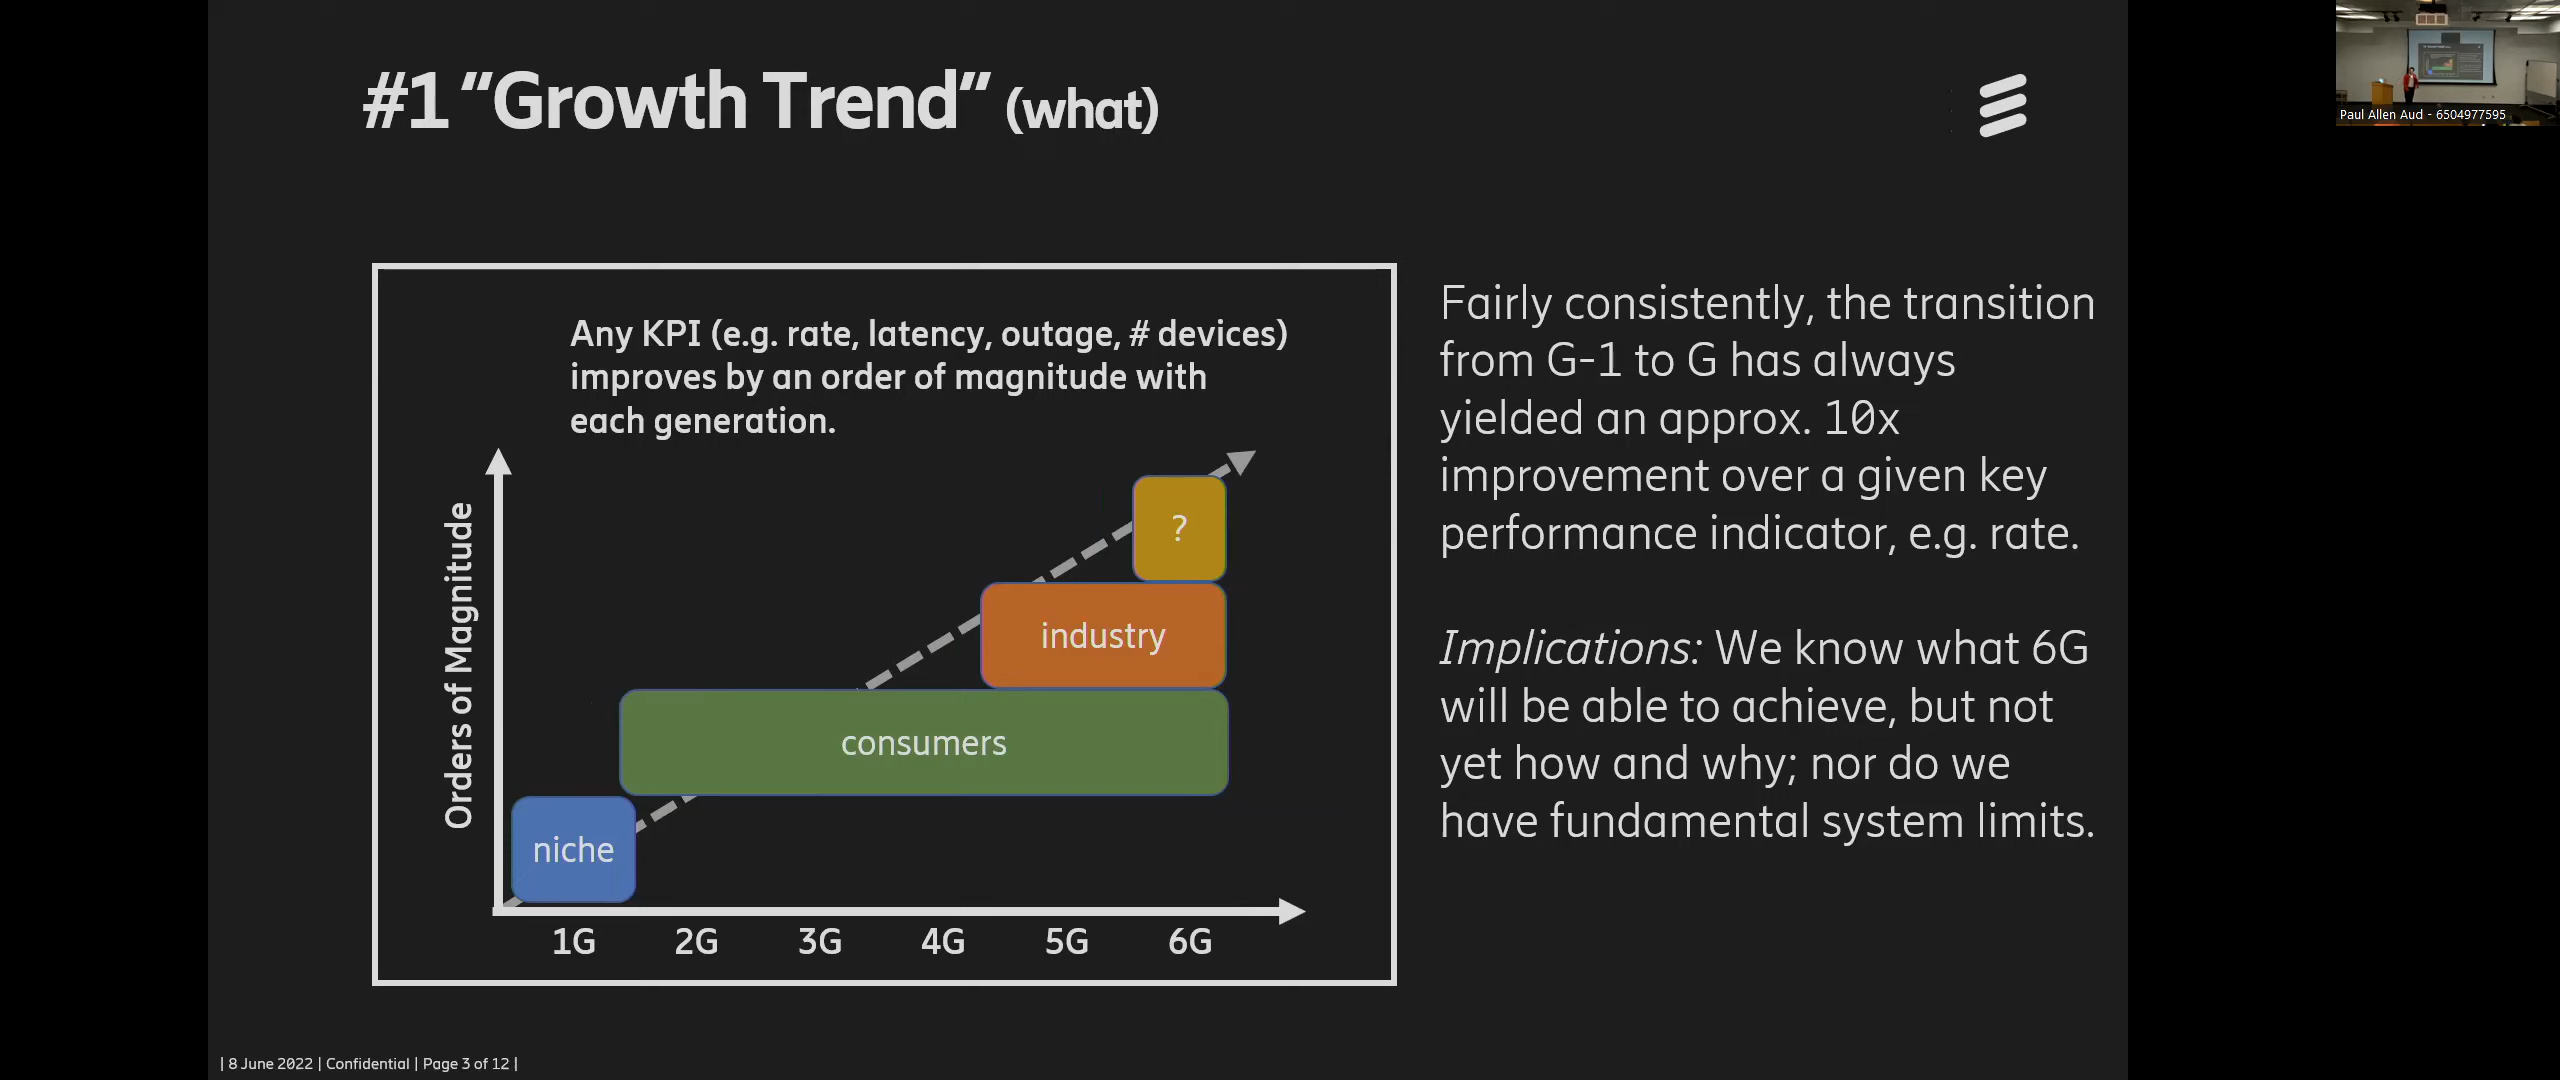 #1 “Growth Trend” (what)
Paul Allen Aud - 6504977595
Any KPI (e.g. rate, latency, outage, # devices)
improves by an order of magnitude with
each generation.
Orders of Magnitude
?
industry
consumers
niche
1G 2G 3G 4G 5G 6G
Fairly consistently, the transition
from G-1 to G has always
yielded an approx. 10x
improvement over a given key
performance indicator, e.g. rate.
Implications: We know what 6G
will be able to achieve, but not
yet how and why; nor do we
have fundamental system limits.
| 8 June 2022 | Confidential | Page 3 of 12 |